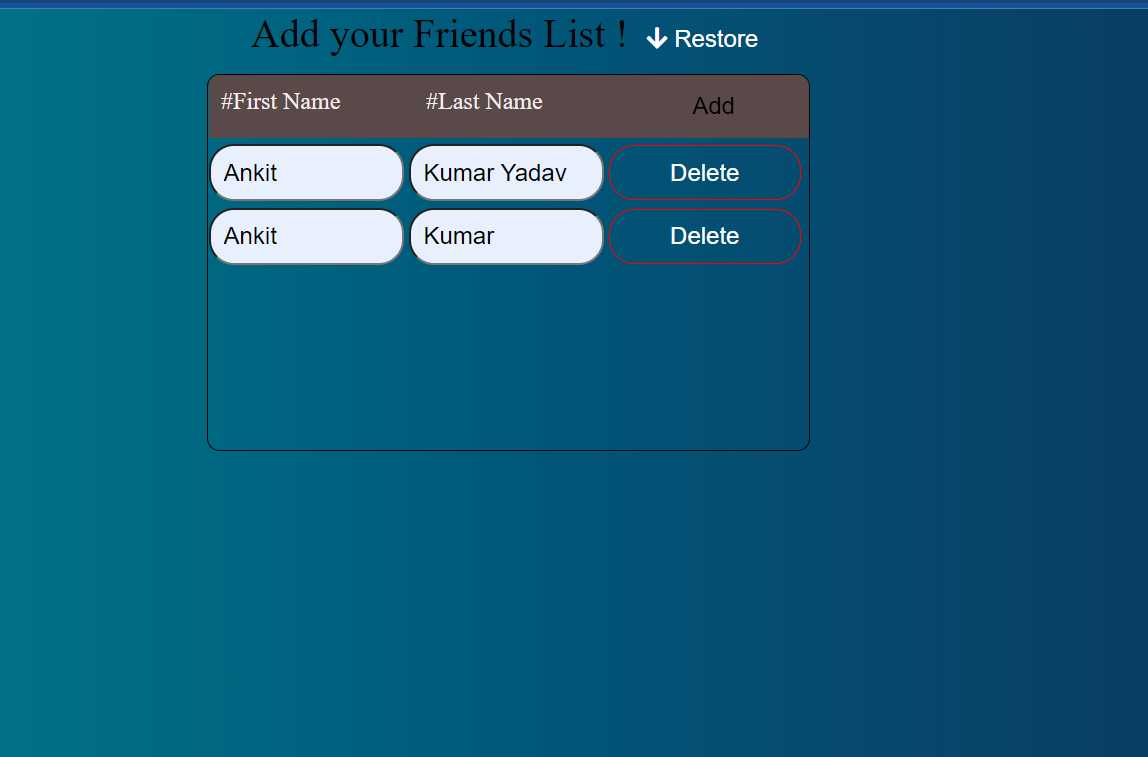 Add your Friends List ! Restore
#First Name #Last Name Add
Ankit Kumar Yadav Delete
Ankit Kumar Delete